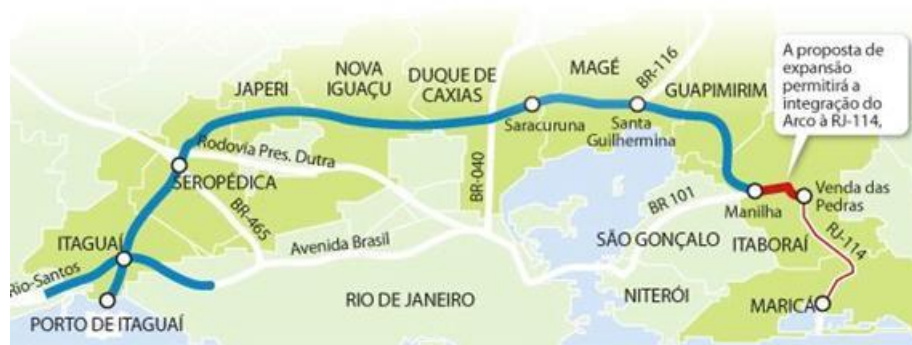 A proposta de
expansão
permitirá a
integração do
Arco à RJ-114,
MAGÉ
BR-116
NOVA
IGUAÇU
DUQUE DE
CAXIAS
JAPERI
GUAPIMIRIM
Saracuruna
Santa
Guilhermina
Rodovia Pres. Dutra
BR-040
SEROPÉDICA
BR-465
BR 101
Manilha
Venda das
Pedras
ITAGUAÍ
Avenida Brasil
SÃO GONÇALO
ITABORAÍ
RJ-114
Rio-Santos
RIO DE JANEIRO
NITERÓI
MARICÁ
PORTO DE ITAGUAÍ